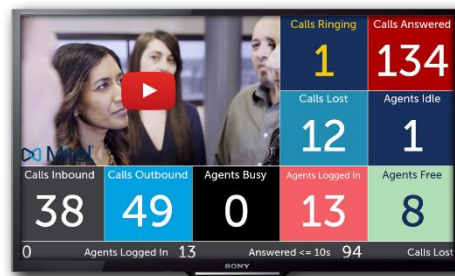 Calls Ringing
1
Calls Answered
134
Mitel
Calls Lost
12
Agents Idle
1
Calls Inbound
38
Calls Outbound
49
Agents Busy
0
Agents Logged In
13
Agents Free
8
0 Agents Logged In 13 Answered <= 10s 94 Calls Lost
SONY